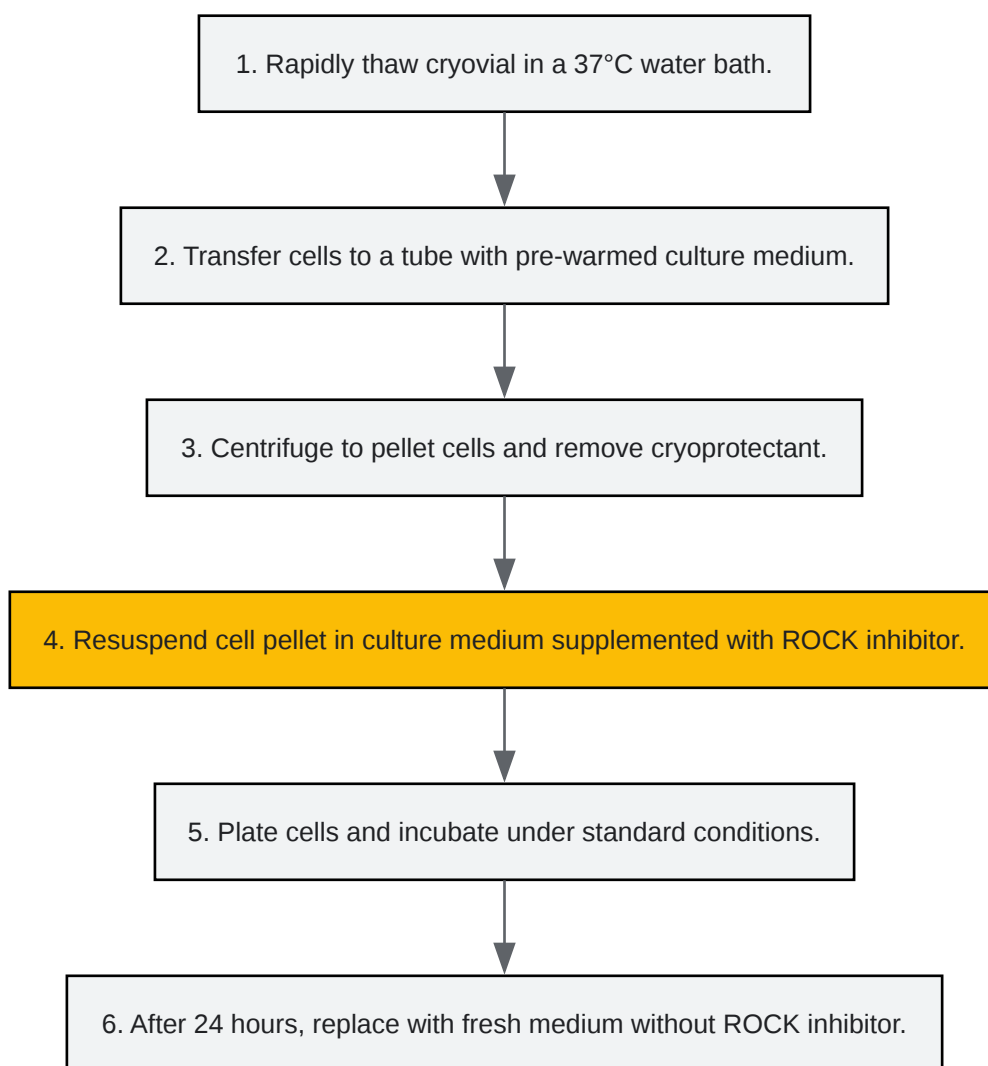 1. Rapidly thaw cryovial in a 37°C water bath.
2. Transfer cells to a tube with pre-warmed culture medium.
3. Centrifuge to pellet cells and remove cryoprotectant.
4. Resuspend cell pellet in culture medium supplemented with ROCK inhibitor.
5. Plate cells and incubate under standard conditions.
6. After 24 hours, replace with fresh medium without ROCK inhibitor.